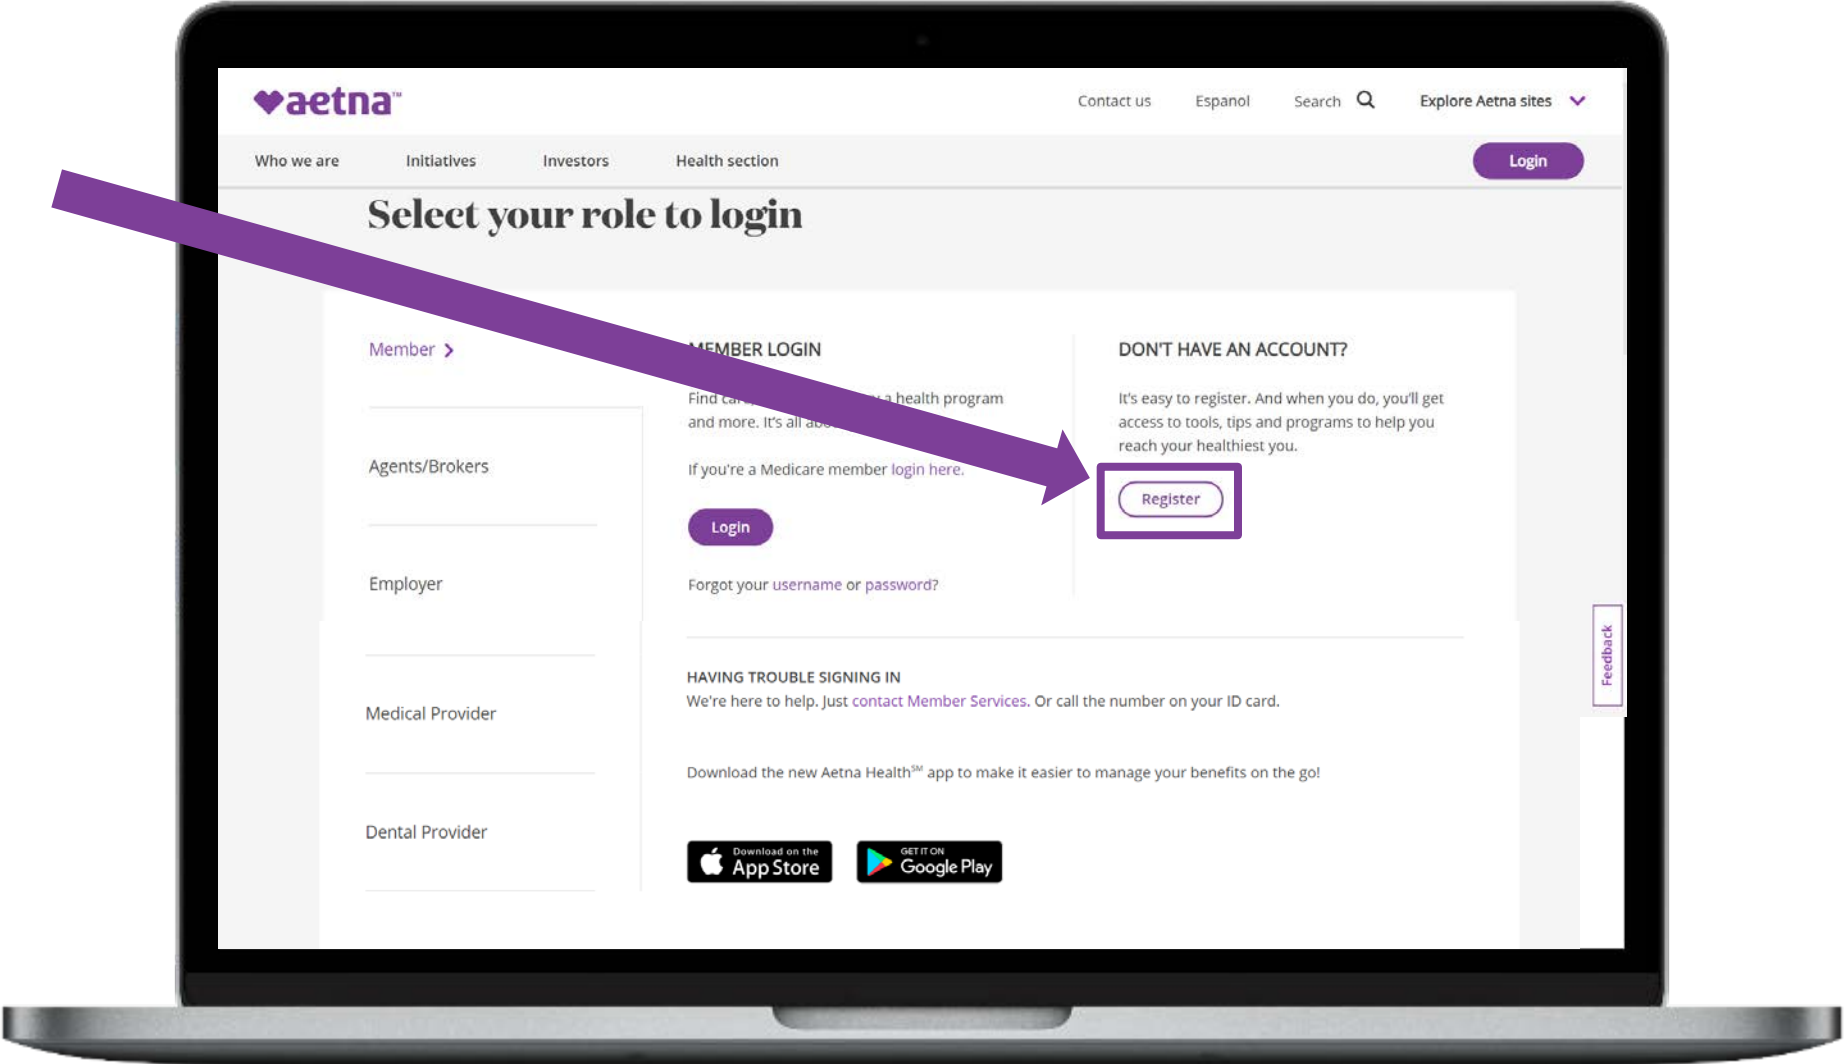 aetna™
Contact us Espanol Search Explore Aetna sites
Who we are Initiatives Investors Health section Login
Select your role to login
Member
Agents/Brokers
Employer
Medical Provider
Dental Provider
MEMBER LOGIN
Find a health program
and more. It's all
If you're a Medicare member login here.
Login
Forgot your username or password?
DON'T HAVE AN ACCOUNT?
It's easy to register. And when you do, you'll get
access to tools, tips and programs to help you
reach your healthiest you.
Register
HAVING TROUBLE SIGNING IN
We're here to help. Just contact Member Services. Or call the number on your ID card.
Download the new Aetna Health℠ app to make it easier to manage your benefits on the go!
Download on the
App Store
GET IT ON
Google Play
Feedback